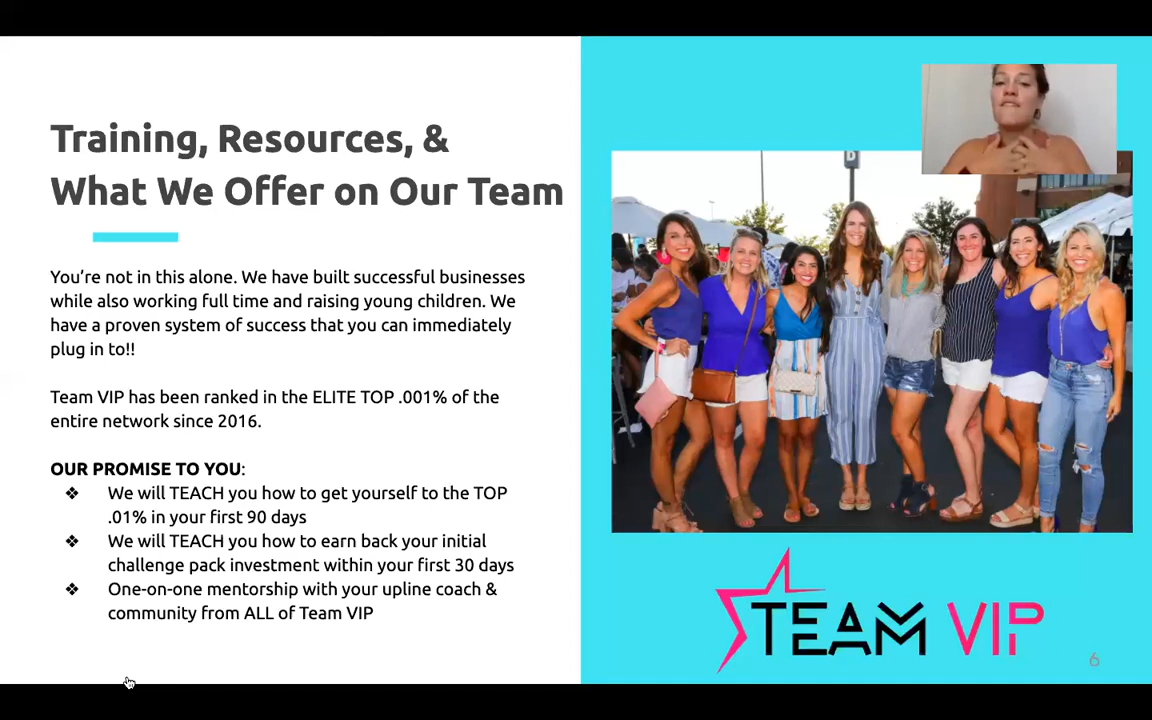 Training, Resources, &
What We Offer on Our Team
You're not in this alone. We have built successful businesses
while also working full time and raising young children. We
have a proven system of success that you can immediately
plug in to!!
Team VIP has been ranked in the ELITE TOP .001% of the
entire network since 2016.
OUR PROMISE TO YOU:
❖ We will TEACH you how to get yourself to the TOP
.01% in your first 90 days
❖ We will TEACH you how to earn back your initial
challenge pack investment within your first 30 days
❖ One-on-one mentorship with your upline coach &
community from ALL of Team VIP
D
TEAM VIP
6